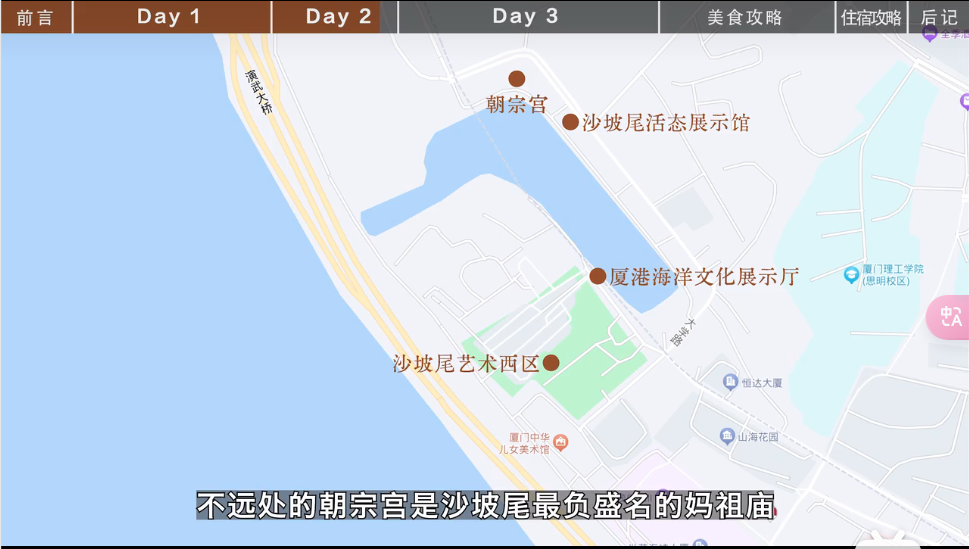 前言
Day 1
Day 2
Day 3
美食攻略
住宿攻略
后记
演武大桥
朝宗宫
沙坡尾活态展示馆
厦门理工学院
(思明校区)
厦港海洋文化展示厅
中
A
大学路
沙坡尾艺术西区
恒达大厦
厦门中华
儿女美术馆
山海花园
不远处的朝宗宫是沙坡尾最负盛名的妈祖庙